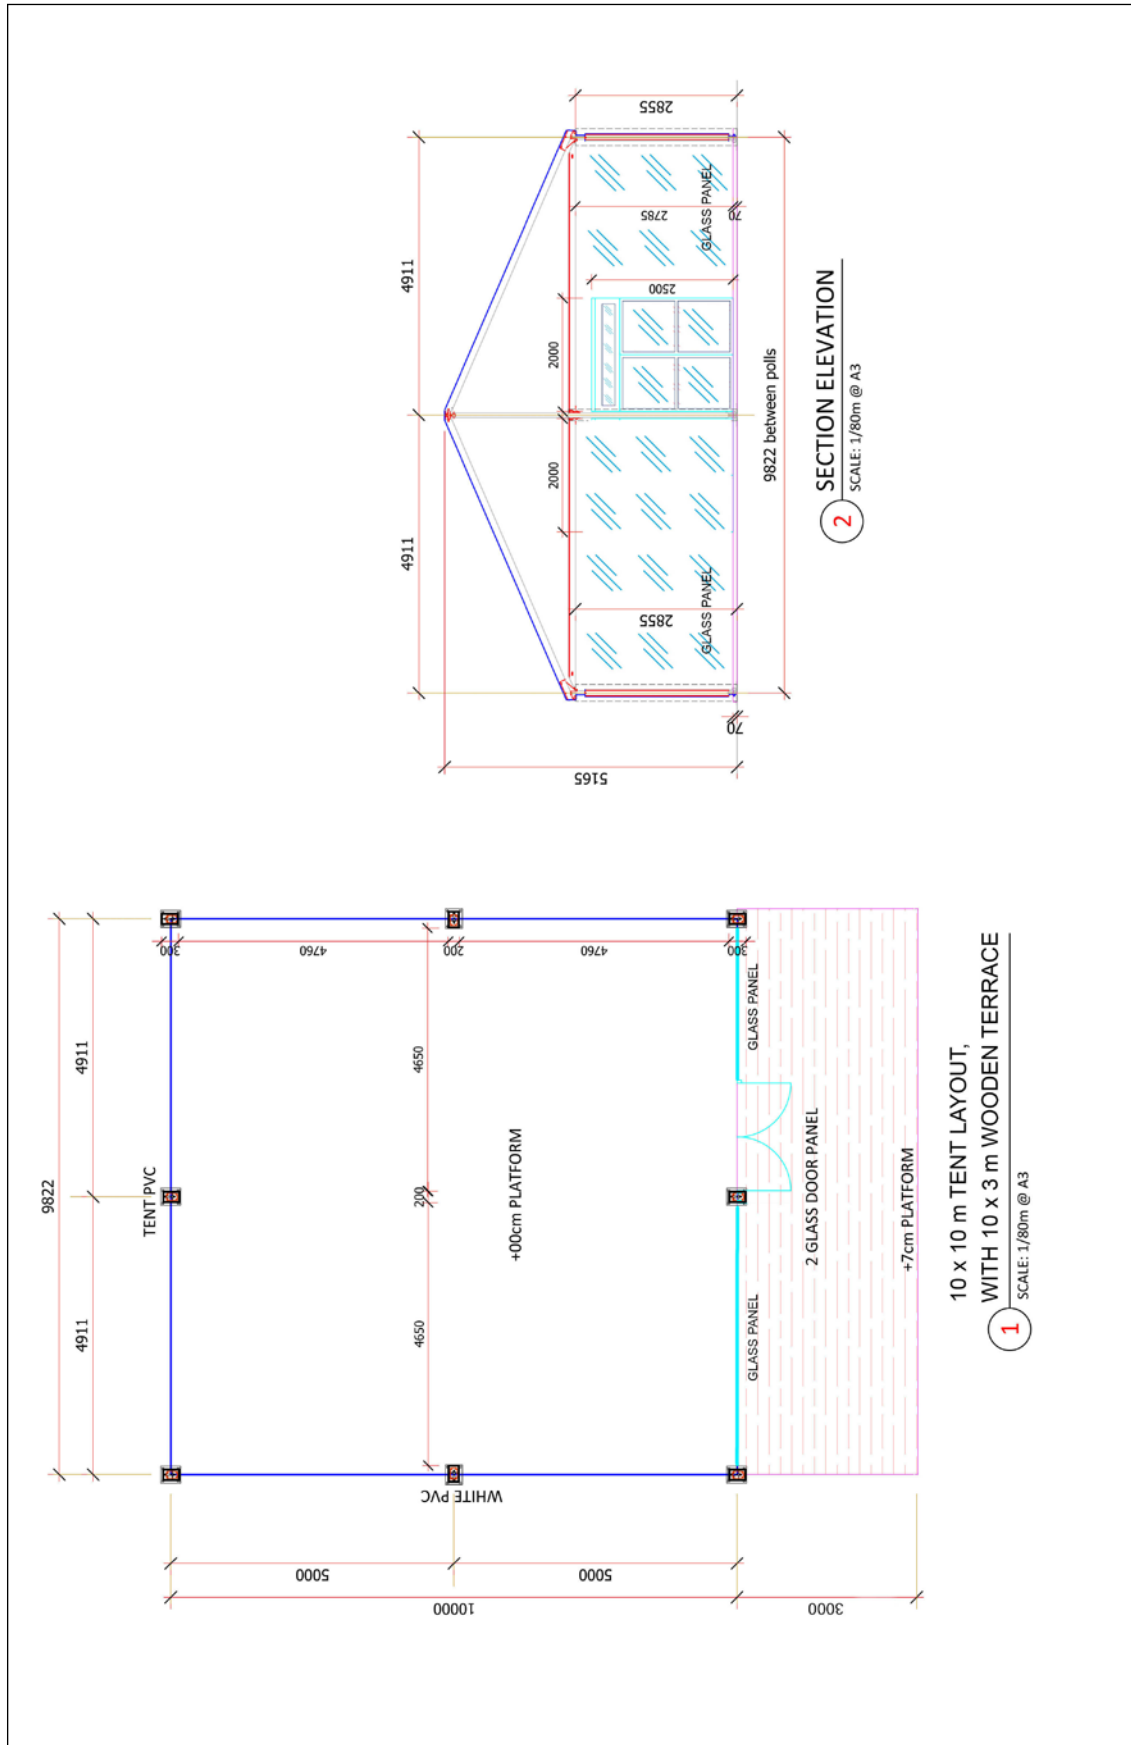 4911
4911
2855
2000
2000
2500
2785
70
GLASS PANEL
GLASS PANEL
2855
9822 between polls
70
5165
2
SECTION ELEVATION
SCALE: 1/80m @ A3
9822
4911
4911
TENT PVC
300
4760
200
4760
300
4650
200
4650
+00cm PLATFORM
WHITE PVC
GLASS PANEL
GLASS PANEL
2 GLASS DOOR PANEL
+7cm PLATFORM
5000
5000
10000
3000
10 x 10 m TENT LAYOUT,
WITH 10 x 3 m WOODEN TERRACE
1
SCALE: 1/80m @ A3